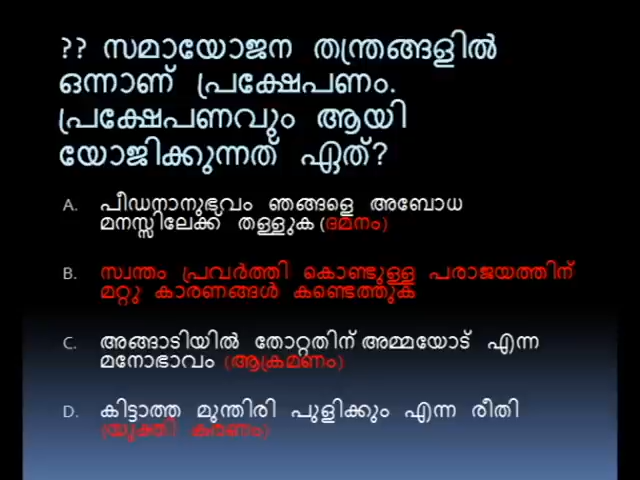 ?? സമായോജന തന്ത്രങ്ങളിൽ
ഒന്നാണ് പ്രക്ഷേപണം.
പ്രക്ഷേപണവും ആയി
യോജിക്കുന്നത് ഏത്?
A. പീഡനാനുഭവം ഞങ്ങളെ അബോധ
മനസ്സിലേക്ക് തള്ളുക (ദമനം)
B. സ്വന്തം പ്രവർത്തി കൊണ്ടുള്ള പരാജയത്തിന്
മറ്റു കാരണങ്ങൾ കണ്ടെത്തുക
C. അങ്ങാടിയിൽ തോറ്റതിന് അമ്മയോട് എന്ന
മനോഭാവം (ആക്രമണം)
D. കിട്ടാത്ത മുന്തിരി പുളിക്കും എന്ന രീതി
(യുക്തി കരണം)